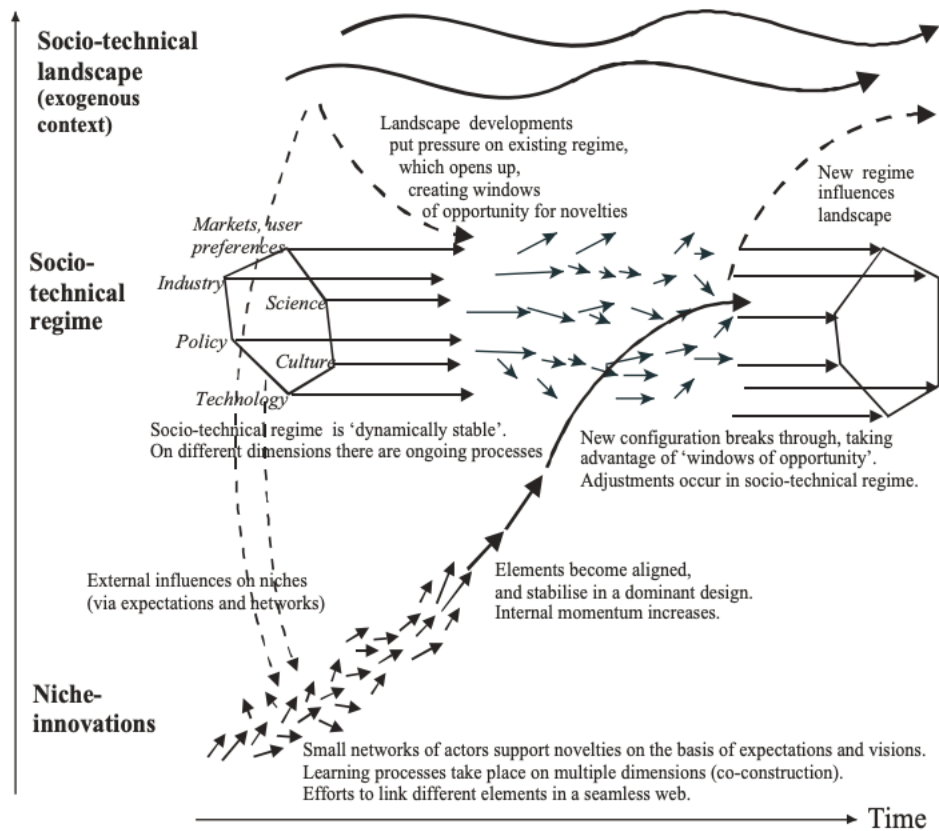 Socio-technical
landscape
(exogenous
context)
Landscape developments
put pressure on existing regime,
which opens up,
creating windows
of opportunity for novelties
New regime
influences
landscape
Markets, user
preferences
Socio-
technical
regime
Industry
Science
Policy
Culture
Technology
Socio-technical regime is ‘dynamically stable’.
On different dimensions there are ongoing processes
New configuration breaks through, taking
advantage of ‘windows of opportunity’.
Adjustments occur in socio-technical regime.
External influences on niches
(via expectations and networks)
Elements become aligned,
and stabilise in a dominant design.
Internal momentum increases.
Niche-
innovations
Small networks of actors support novelties on the basis of expectations and visions.
Learning processes take place on multiple dimensions (co-construction).
Efforts to link different elements in a seamless web.
Time